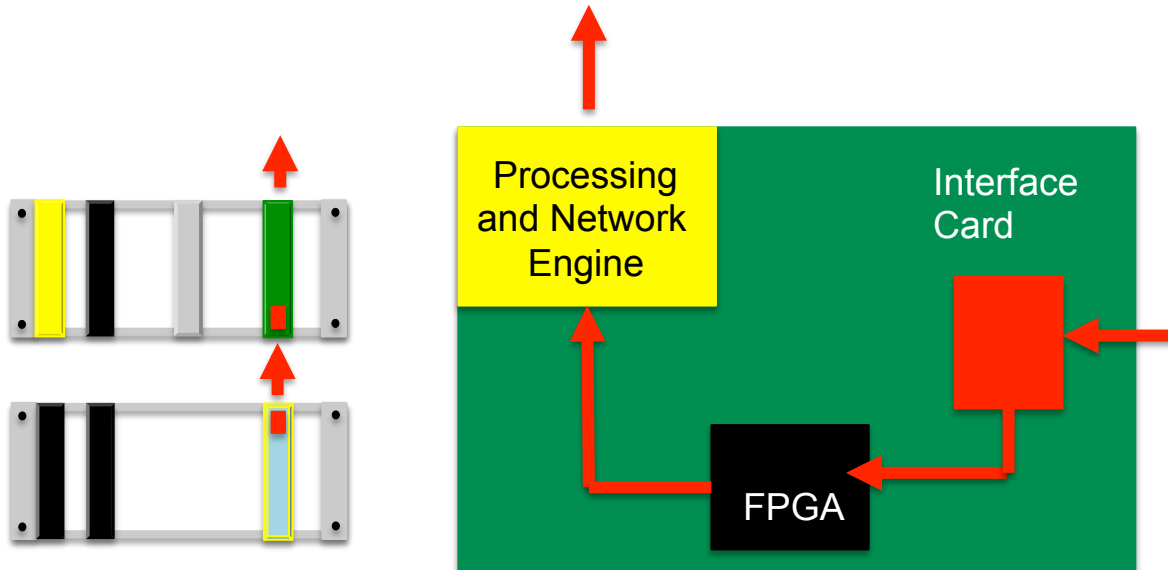 Processing
and Network
Engine
Interface
Card
FPGA